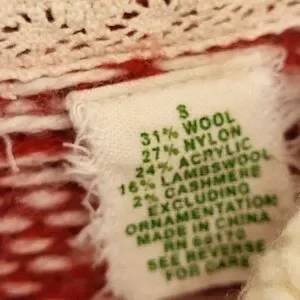 S
31% WOOL
27% NYLON
24% ACRYLIC
16% LAMBSWOOL
2% CASHMERE
EXCLUDING
ORNAMENTATION
MADE IN CHINA
RN
SEE REVERSE
FOR CARE